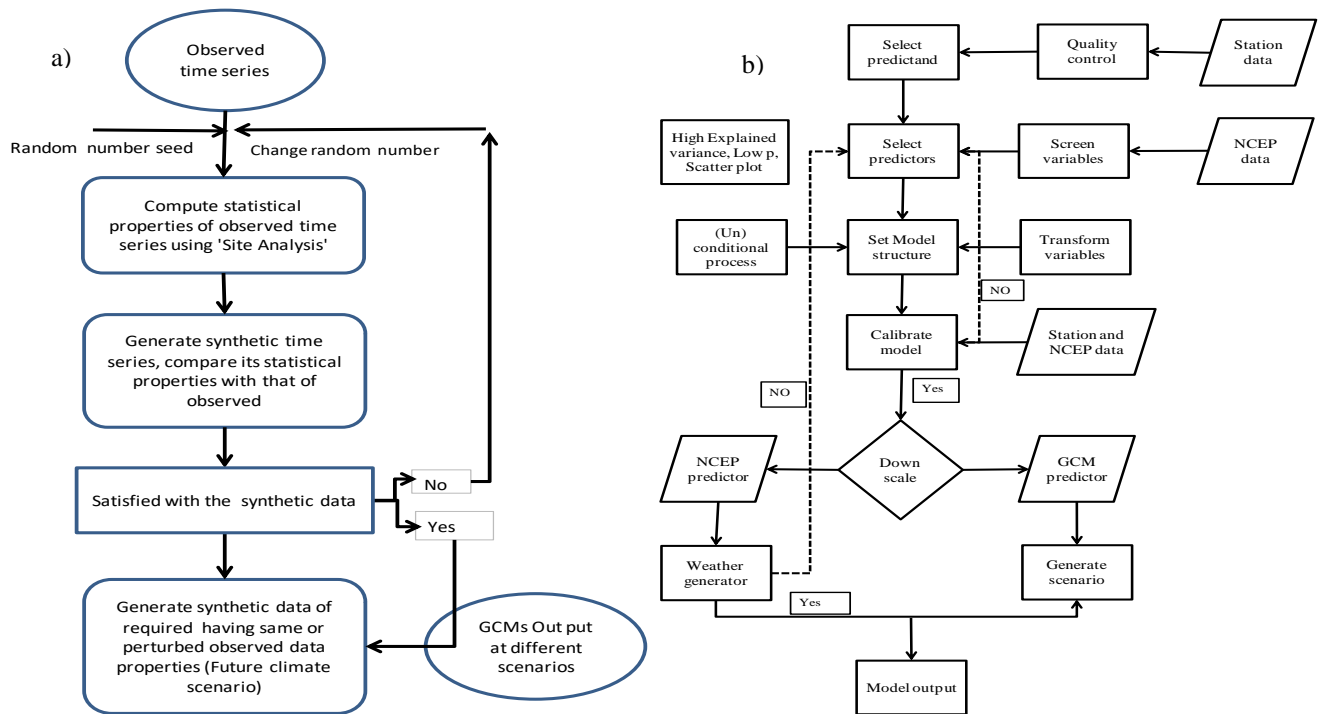 a)
Observed
time series
Random number seed
Change random number
Compute statistical
properties of observed time
series using 'Site Analysis'
Generate synthetic time
series, compare its statistical
properties with that of
observed
Satisfied with the synthetic data
No
Yes
Generate synthetic data of
required having same or
perturbed observed data
properties (Future climate
scenario)
GCMs Out put
at different
scenarios
b)
Select
predictand
Quality
control
Station
data
High Explained
variance, Low p,
Scatter plot
Select
predictors
Screen
variables
NCEP
data
(Un)
conditional
process
Set Model
structure
Transform
variables
NO
Calibrate
model
Station and
NCEP data
NO
Yes
NCEP
predictor
Down
scale
GCM
predictor
Weather
generator
Generate
scenario
Yes
Model output